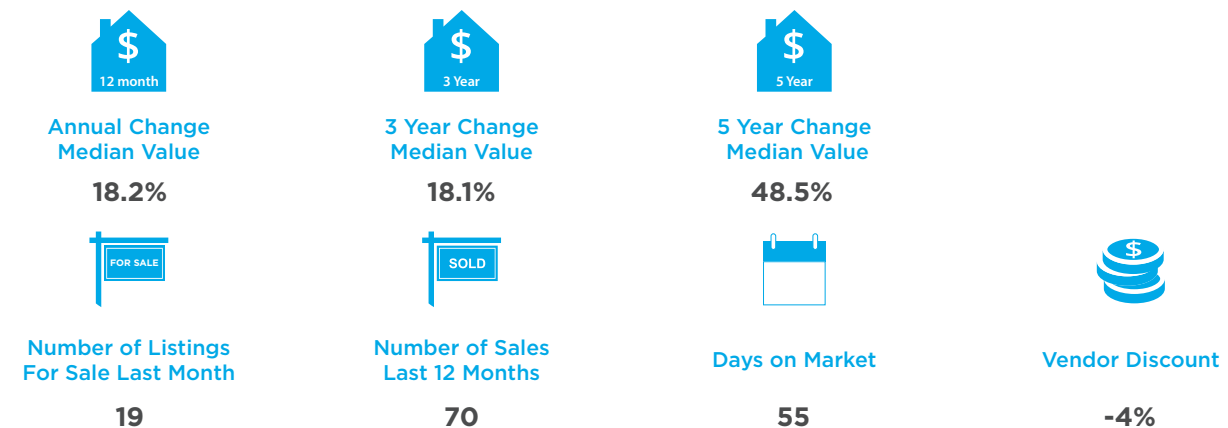 $
12 month
$
3 Year
$
5 Year
Annual Change
Median Value
18.2%
3 Year Change
Median Value
18.1%
5 Year Change
Median Value
48.5%
FOR SALE
SOLD
$
Number of Listings
For Sale Last Month
19
Number of Sales
Last 12 Months
70
Days on Market
55
Vendor Discount
-4%